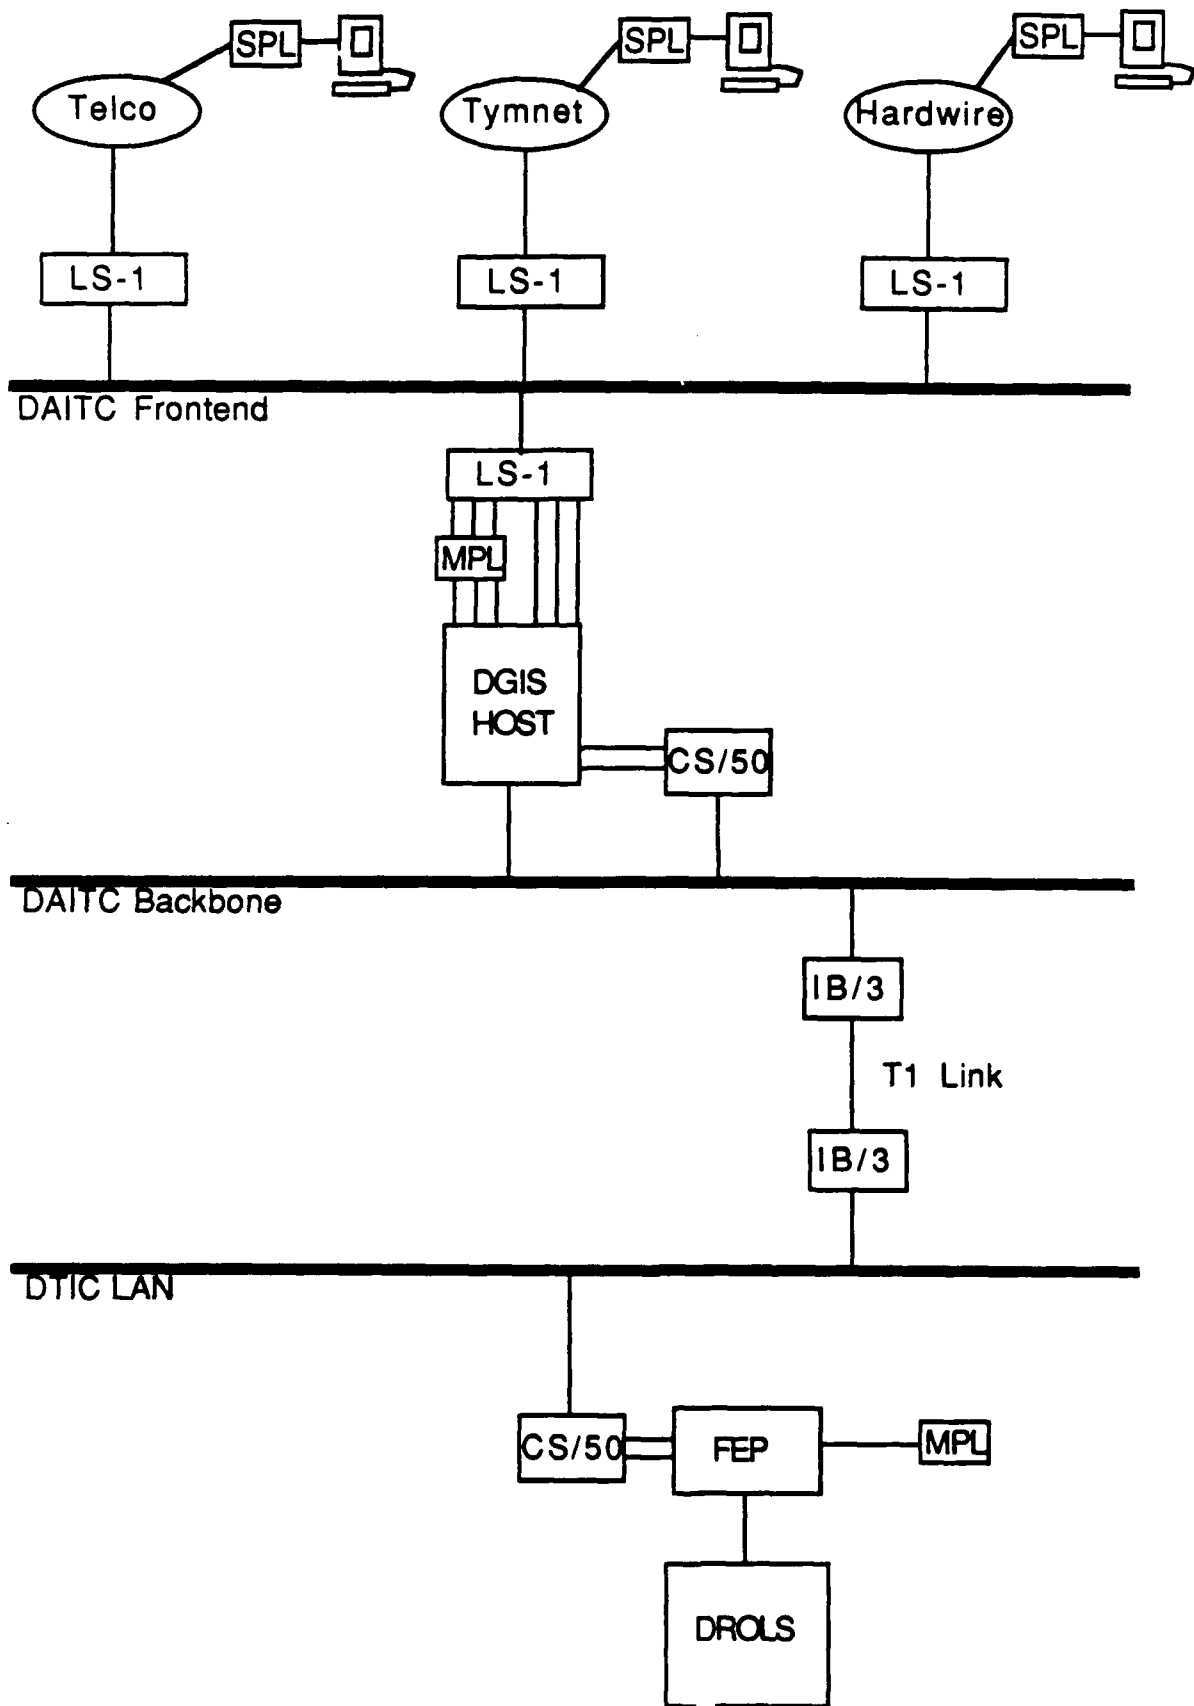 SPL
SPL
SPL
Telco
Tymnet
Hardwire
LS-1
LS-1
LS-1
DAITC Frontend
LS-1
MPL
DGIS
HOST
CS/50
DAITC Backbone
IB/3
T1 Link
IB/3
DTIC LAN
CS/50
FEP
MPL
DROLS